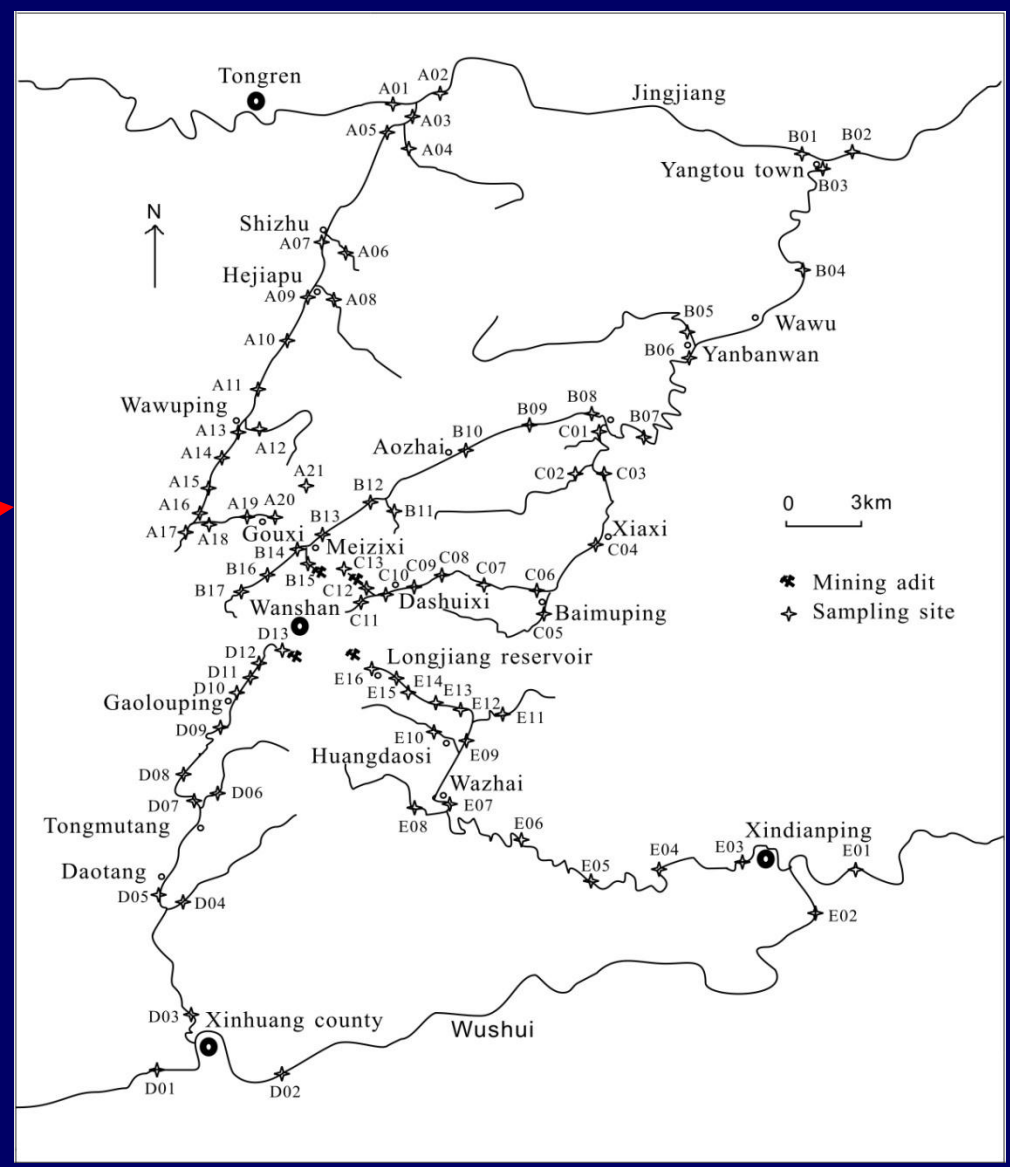 Tongren
A01
A02
Jingjiang
A03
A05
A04
B01
B02
Yangtou town
B03
N
Shizhu
A07
A06
Hejiapu
A09
A08
B04
A10
B05
Wawu
B06
Yanbanwan
A11
Wawuping
A13
A12
B08
B09
B07
C01
A14
Aozhai
B10
A15
A21
C02
C03
B12
0
3km
A16
A19
A20
B11
A17
A18
Gouxi
B13
Xiaxi
B14
Meizixi
C04
B16
B15
C13
C10
C09
C08
C07
C06
Mining adit
B17
C12
Dashuixi
Wanshan
C11
Baimuping
Sampling site
C05
D13
D12
Longjiang reservoir
D11
E16
E14
D10
E15
E13
Gaolouping
E12
E11
D09
E10
E09
Huangdaosi
D08
D07
D06
Wazhai
E07
Tongmutang
E08
E06
Xindianping
E04
E03
E01
Daotang
E05
D05
D04
E02
D03
Xinhuang county
Wushui
D01
D02